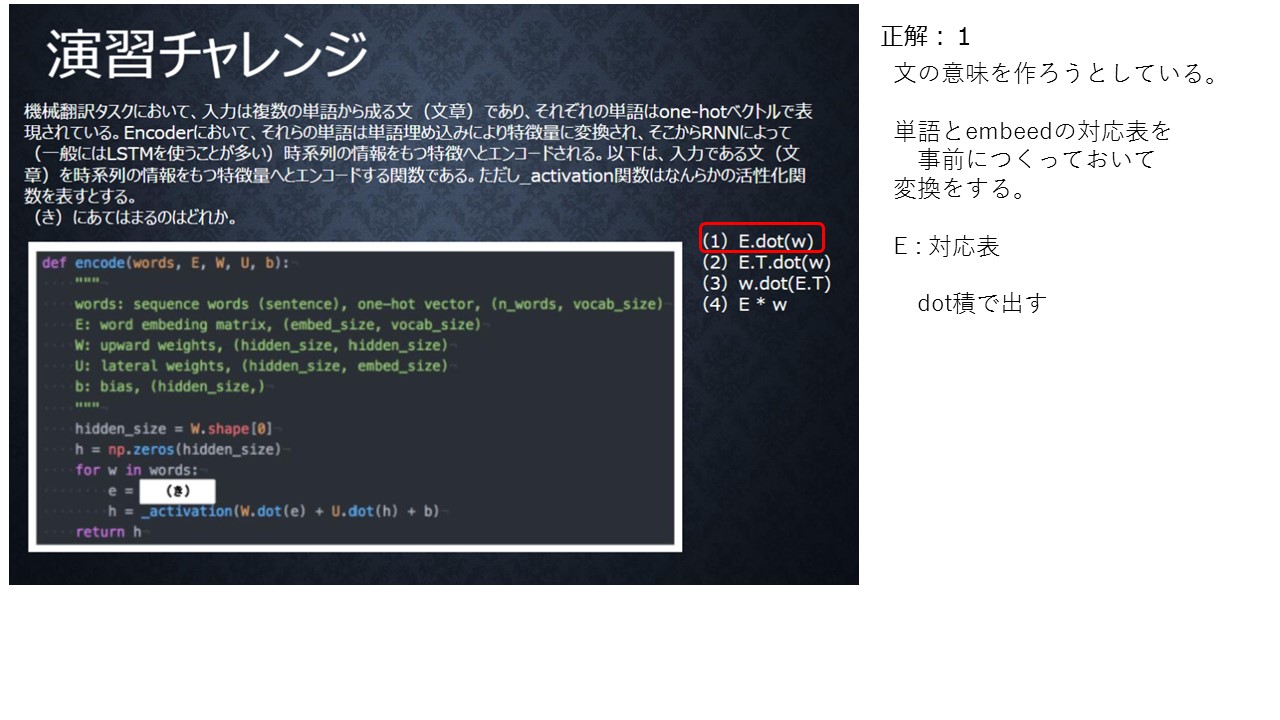 演習チャレンジ
機械翻訳タスクにおいて、入力は複数の単語から成る文（文章）であり、それぞれの単語はone-hotベクトルで表
現されている。Encoderにおいて、それらの単語は単語埋め込みにより特徴量に変換され、そこからRNNによって
（一般にはLSTMを使うことが多い）時系列の情報をもつ特徴へとエンコードされる。以下は、入力である文（文
章）を時系列の情報をもつ特徴量へとエンコードする関数である。ただし_activation関数はなんらかの活性化関
数を表すとする。
（き）にあてはまるのはどれか。
def encode(words, E, W, U, b):
"""
words: sequence words (sentence), one-hot vector, (n_words, vocab_size)
E: word embeding matrix, (embed_size, vocab_size)
W: upward weights, (hidden_size, hidden_size)
U: lateral weights, (hidden_size, embed_size)
b: bias, (hidden_size,)
"""
hidden_size = W.shape[0]
h = np.zeros(hidden_size)
for w in words:
e = （き）
h = _activation(W.dot(e) + U.dot(h) + b)
return h
（1）E.dot(w)
（2）E.T.dot(w)
（3）w.dot(E.T)
（4）E * w
正解：１
文の意味を作ろうとしている。
単語とembeedの対応表を
事前につくっておいて
変換をする。
E : 対応表
dot積で出す